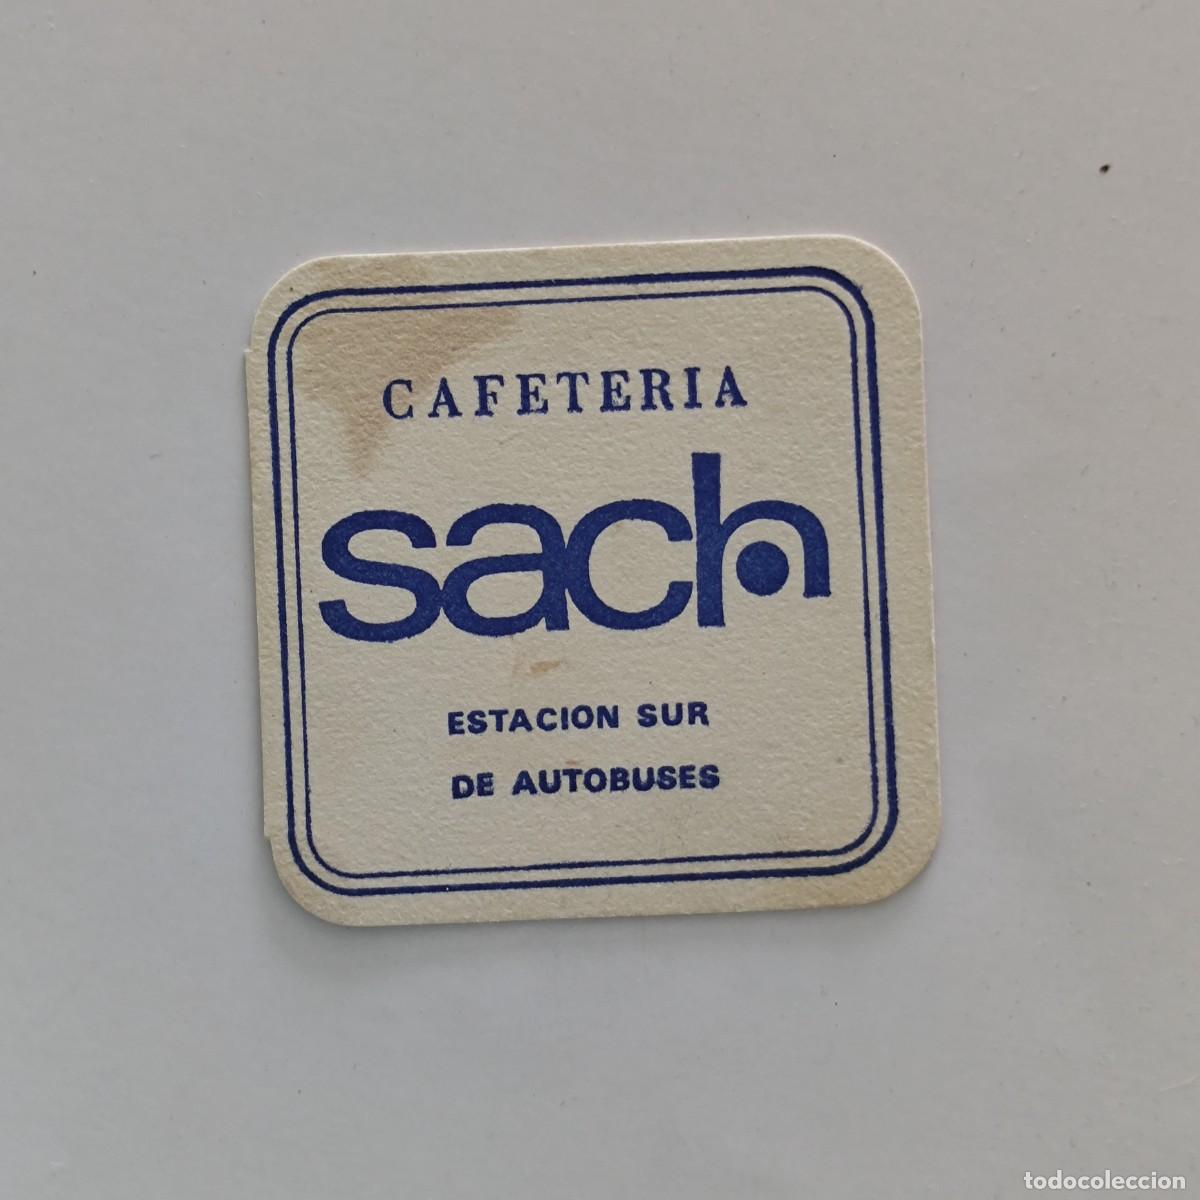 CAFETERIA
sach
ESTACION SUR
DE AUTOBUSES
todocoleccion